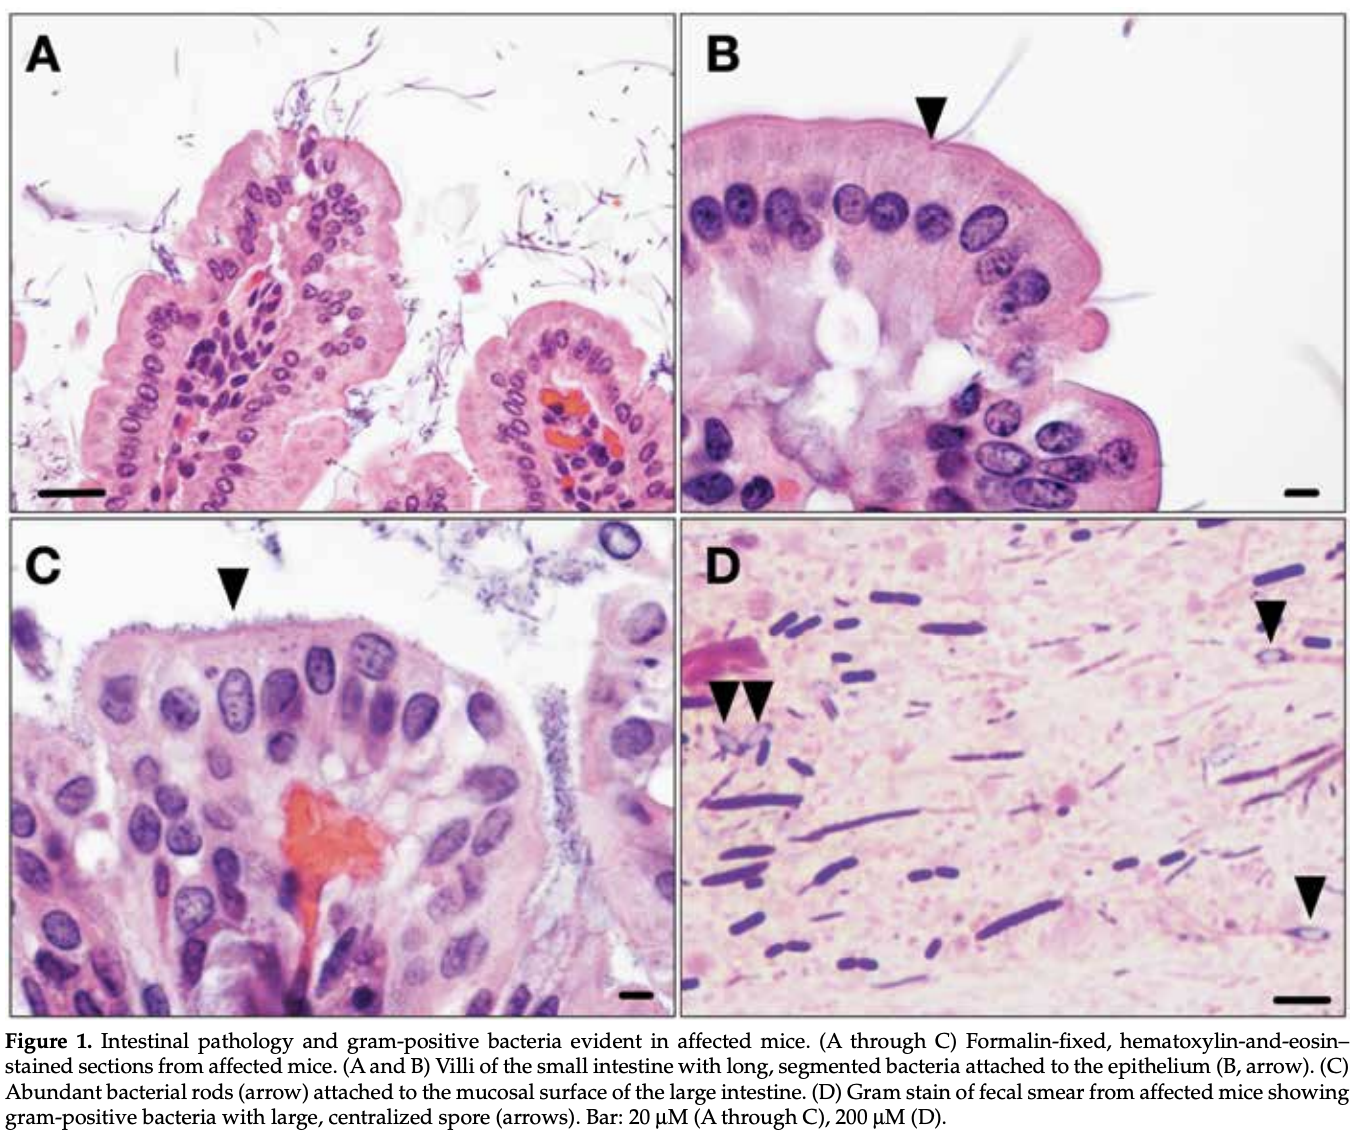 A
B
C
D
Figure 1. Intestinal pathology and gram-positive bacteria evident in affected mice. (A through C) Formalin-fixed, hematoxylin-and-eosin–
stained sections from affected mice. (A and B) Villi of the small intestine with long, segmented bacteria attached to the epithelium (B, arrow). (C)
Abundant bacterial rods (arrow) attached to the mucosal surface of the large intestine. (D) Gram stain of fecal smear from affected mice showing
gram-positive bacteria with large, centralized spore (arrows). Bar: 20 µM (A through C), 200 µM (D).